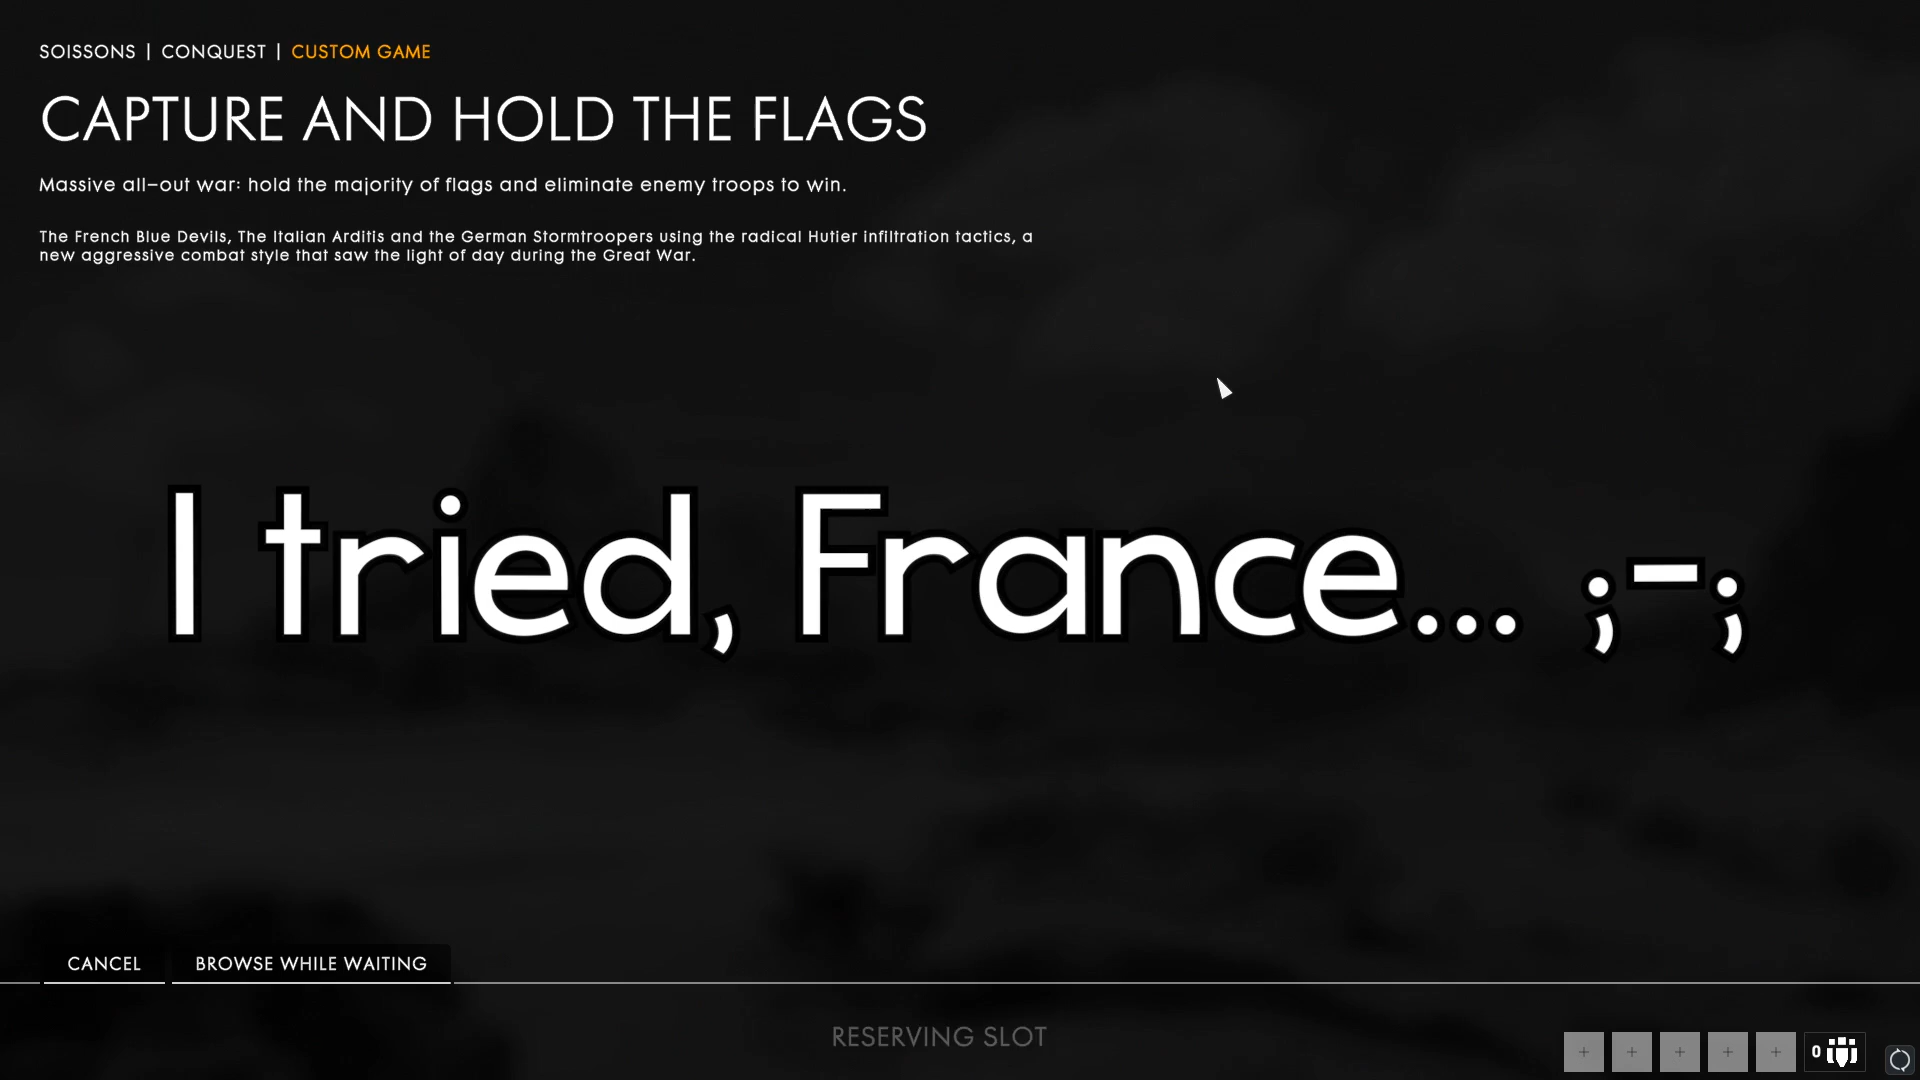 SOISSONS | CONQUEST | CUSTOM GAME
CAPTURE AND HOLD THE FLAGS
Massive all-out war: hold the majority of flags and eliminate enemy troops to win.
The French Blue Devils, The Italian Arditis and the German Stormtroopers using the radical Hutier infiltration tactics, a
new aggressive combat style that saw the light of day during the Great War.
I tried, France... ;-;
CANCEL
BROWSE WHILE WAITING
RESERVING SLOT
+ + + + + 0